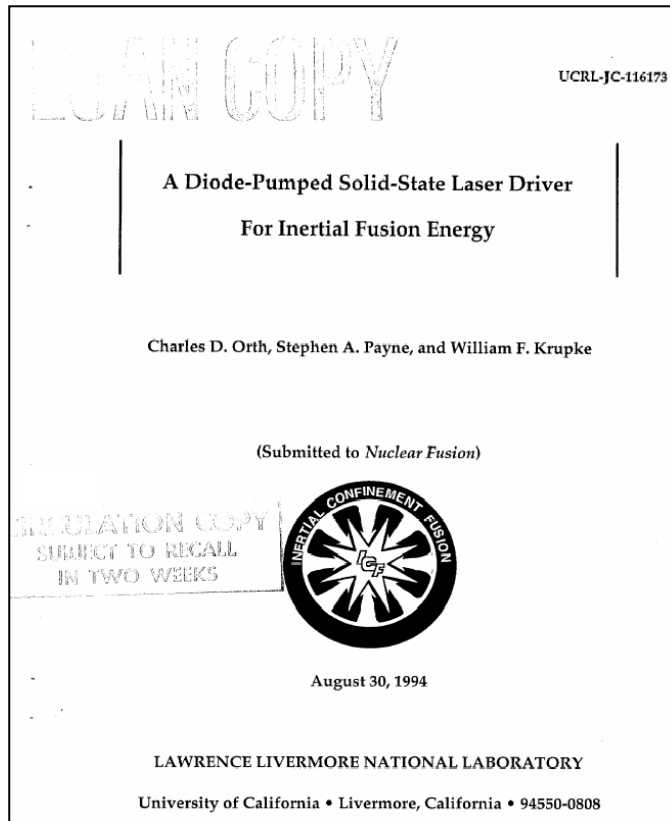 LOAN COPY
UCRL-JC-116173
A Diode-Pumped Solid-State Laser Driver
For Inertial Fusion Energy
Charles D. Orth, Stephen A. Payne, and William F. Krupke
(Submitted to Nuclear Fusion)
CIRCULATION COPY
SUBJECT TO RECALL
IN TWO WEEKS
INERTIAL CONFINEMENT FUSION
ICF
August 30, 1994
LAWRENCE LIVERMORE NATIONAL LABORATORY
University of California • Livermore, California • 94550-0808